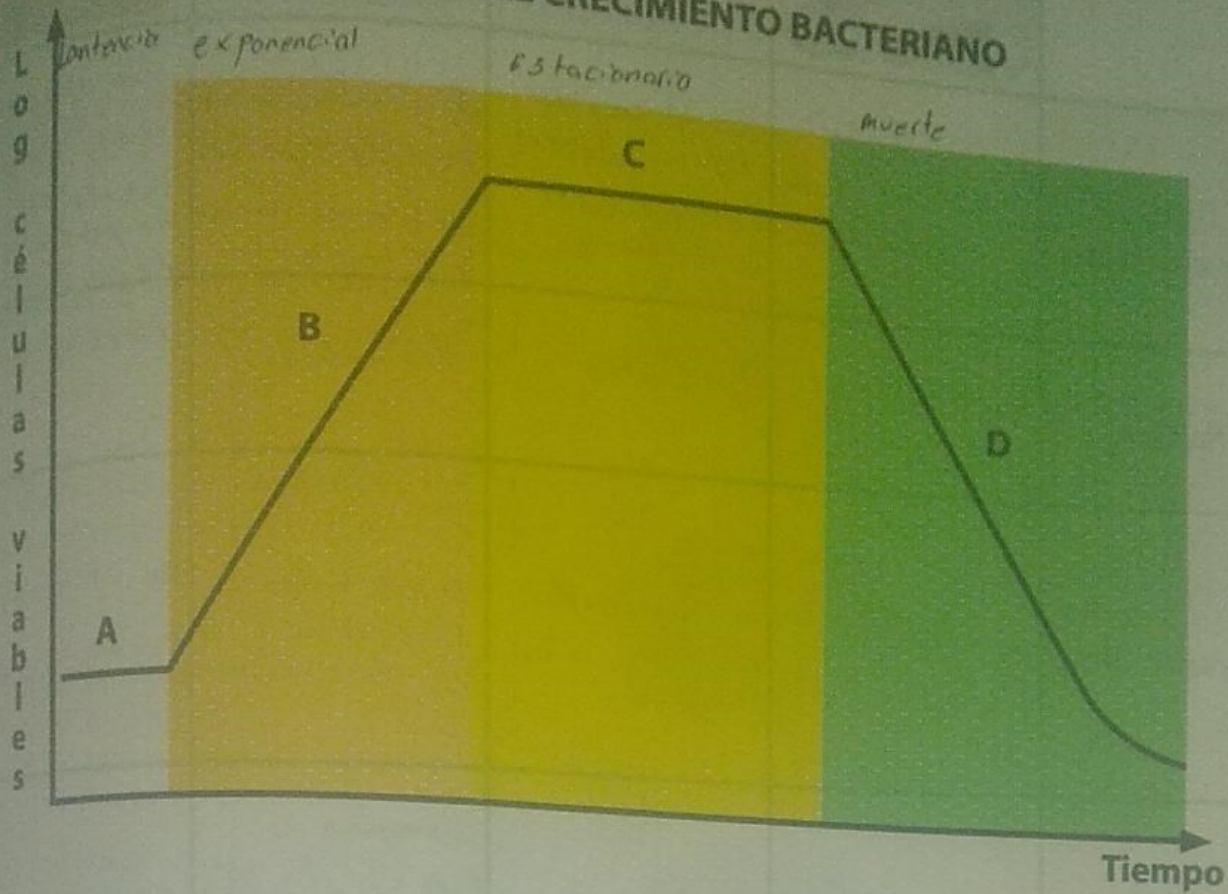 CRECIMIENTO BACTERIANO
exponencial
Estacionario
muerte
Log células viables
A
B
C
D
Tiempo